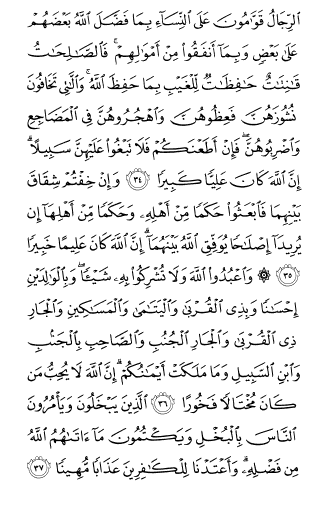 ٱلرِّجَالُ قَوَّٰمُونَ عَلَى ٱلنِّسَآءِ بِمَا فَضَّلَ ٱللَّهُ بَعْضَهُمْ
عَلَىٰ بَعْضٍ وَبِمَآ أَنفَقُوا۟ مِنْ أَمْوَٰلِهِمْ ۚ فَٱلصَّـٰلِحَـٰتُ
قَـٰنِتَـٰتٌ حَـٰفِظَـٰتٌ لِّلْغَيْبِ بِمَا حَفِظَ ٱللَّهُ ۚ وَٱلَّـٰتِى تَخَافُونَ
نُشُوزَهُنَّ فَعِظُوهُنَّ وَٱهْجُرُوهُنَّ فِى ٱلْمَضَاجِعِ
وَٱضْرِبُوهُنَّ ۖ فَإِنْ أَطَعْنَكُمْ فَلَا تَبْغُوا۟ عَلَيْهِنَّ سَبِيلًا ۗ
إِنَّ ٱللَّهَ كَانَ عَلِيًّا كَبِيرًا ٣٤ وَإِنْ خِفْتُمْ شِقَاقَ
بَيْنِهِمَا فَٱبْعَثُوا۟ حَكَمًا مِّنْ أَهْلِهِۦ وَحَكَمًا مِّنْ أَهْلِهَآ إِن
يُرِيدَآ إِصْلَـٰحًا يُوَفِّقِ ٱللَّهُ بَيْنَهُمَآ ۗ إِنَّ ٱللَّهَ كَانَ عَلِيمًا خَبِيرًا
٣٥ ۞ وَٱعْبُدُوا۟ ٱللَّهَ وَلَا تُشْرِكُوا۟ بِهِۦ شَيْـًٔا ۖ وَبِٱلْوَٰلِدَيْنِ
إِحْسَـٰنًا وَبِذِى ٱلْقُرْبَىٰ وَٱلْيَتَـٰمَىٰ وَٱلْمَسَـٰكِينِ وَٱلْجَارِ
ذِى ٱلْقُرْبَىٰ وَٱلْجَارِ ٱلْجُنُبِ وَٱلصَّاحِبِ بِٱلْجَنۢبِ
وَٱبْنِ ٱلسَّبِيلِ وَمَا مَلَكَتْ أَيْمَـٰنُكُمْ ۗ إِنَّ ٱللَّهَ لَا يُحِبُّ مَن
كَانَ مُخْتَالًا فَخُورًا ٣٦ ٱلَّذِينَ يَبْخَلُونَ وَيَأْمُرُونَ
ٱلنَّاسَ بِٱلْبُخْلِ وَيَكْتُمُونَ مَآ ءَاتَىٰهُمُ ٱللَّهُ
مِن فَضْلِهِۦ ۗ وَأَعْتَدْنَا لِلْكَـٰفِرِينَ عَذَابًا مُّهِينًا ٣٧